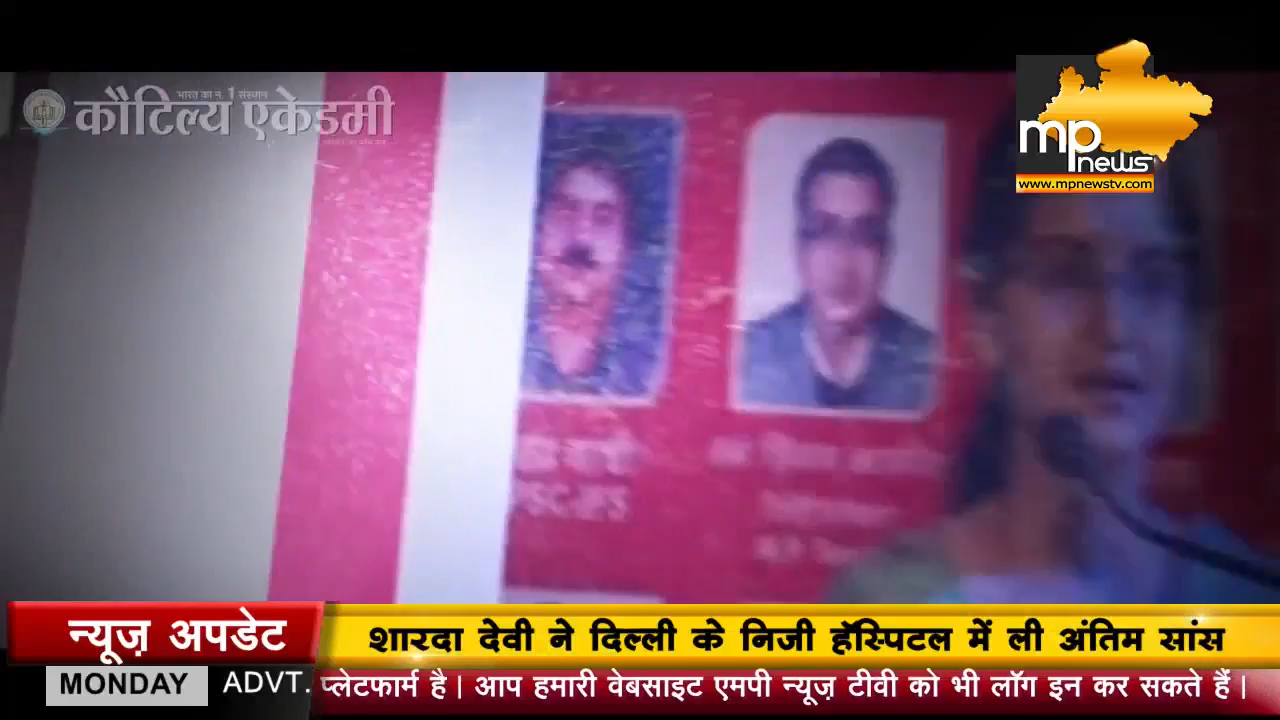 भारत का नं. 1 संस्थान
कौटिल्य एकेडमी
mp
news
www.mpnewstv.com
न्यूज़ अपडेट
शारदा देवी ने दिल्ली के निजी हॅास्पिटल में ली अंतिम सांस
MONDAY
ADVT.
प्लेटफार्म है। आप हमारी वेबसाइट एमपी न्यूज़ टीवी को भी लॉग इन कर सकते हैं।